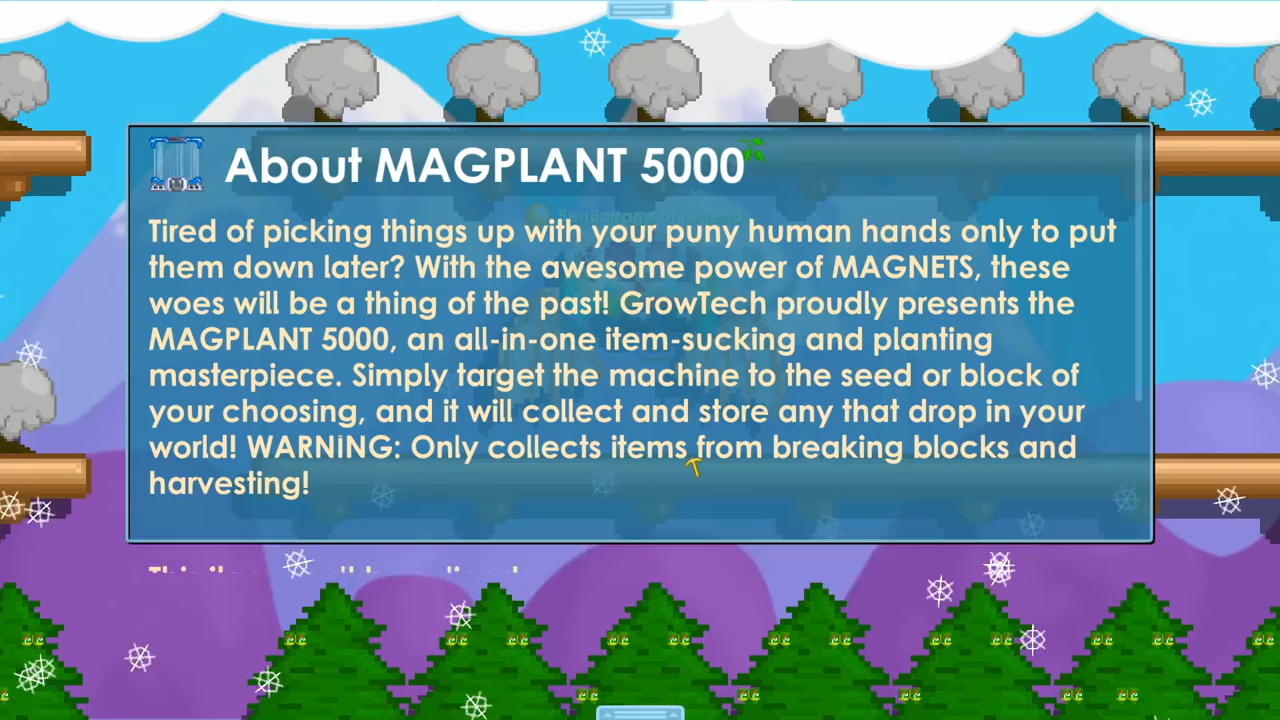 About MAGPLANT 5000
Tired of picking things up with your puny human hands only to put
them down later? With the awesome power of MAGNETS, these
woes will be a thing of the past! GrowTech proudly presents the
MAGPLANT 5000, an all-in-one item-sucking and planting
masterpiece. Simply target the machine to the seed or block of
your choosing, and it will collect and store any that drop in your
world! WARNING: Only collects items from breaking blocks and
harvesting!